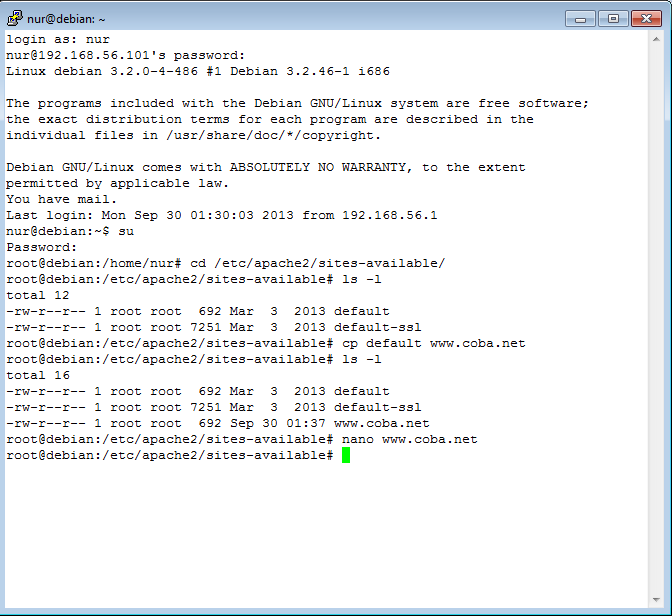 nur@debian: ~
login as: nur
nur@192.168.56.101's password:
Linux debian 3.2.0-4-486 #1 Debian 3.2.46-1 i686
The programs included with the Debian GNU/Linux system are free software;
the exact distribution terms for each program are described in the
individual files in /usr/share/doc/*/copyright.
Debian GNU/Linux comes with ABSOLUTELY NO WARRANTY, to the extent
permitted by applicable law.
You have mail.
Last login: Mon Sep 30 01:30:03 2013 from 192.168.56.1
nur@debian:~$ su
Password:
root@debian:/home/nur# cd /etc/apache2/sites-available/
root@debian:/etc/apache2/sites-available# ls -l
total 12
-rw-r--r-- 1 root root  692 Mar  3  2013 default
-rw-r--r-- 1 root root 7251 Mar  3  2013 default-ssl
root@debian:/etc/apache2/sites-available# cp default www.coba.net
root@debian:/etc/apache2/sites-available# ls -l
total 16
-rw-r--r-- 1 root root  692 Mar  3  2013 default
-rw-r--r-- 1 root root 7251 Mar  3  2013 default-ssl
-rw-r--r-- 1 root root  692 Sep 30 01:37 www.coba.net
root@debian:/etc/apache2/sites-available# nano www.coba.net
root@debian:/etc/apache2/sites-available#